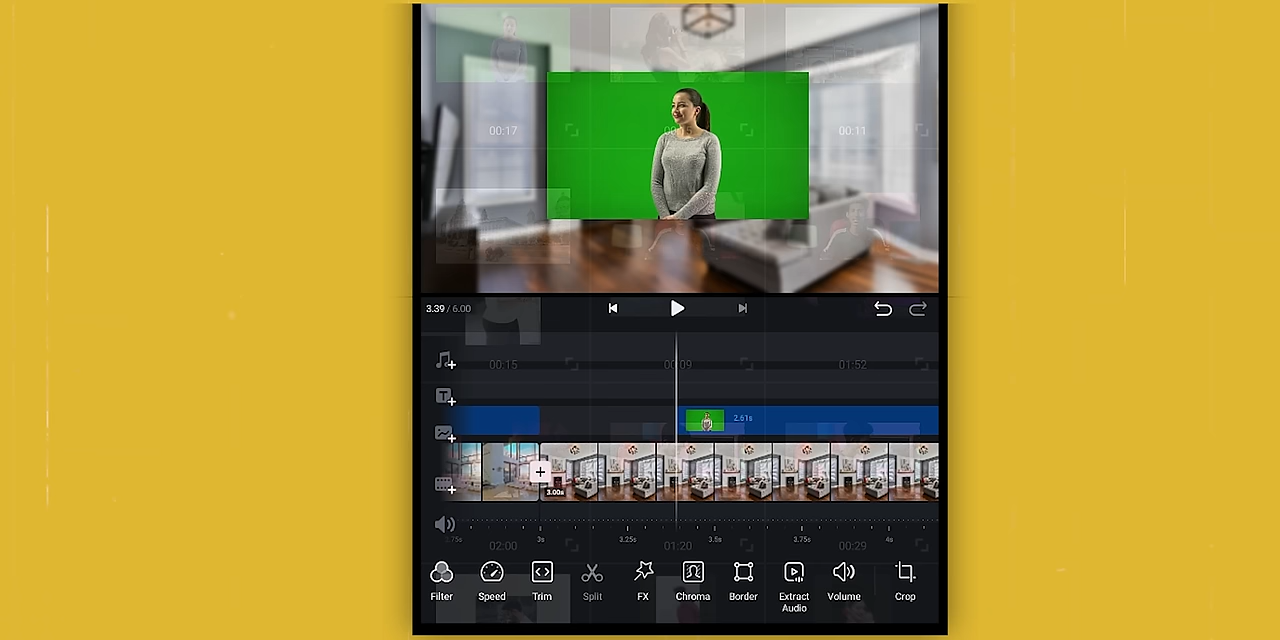 00:17
00:11
3.39 / 6.00
00:15
00:09
01:52
T
2.61s
3.00s
3s
3.25s
3.5s
3.75s
4s
02:00
01:20
00:29
Filter
Speed
Trim
Split
FX
Chroma
Border
Extract
Audio
Volume
Crop